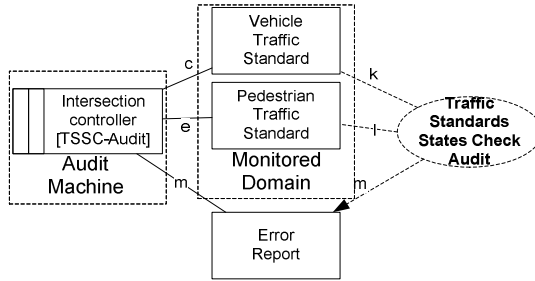 Vehicle
Traffic
Standard
c
k
Intersection
controller
[TSSC-Audit]
e
Pedestrian
Traffic
Standard
l
Traffic
Standards
States Check
Audit
Audit
Machine
Monitored
Domain
m
m
Error
Report